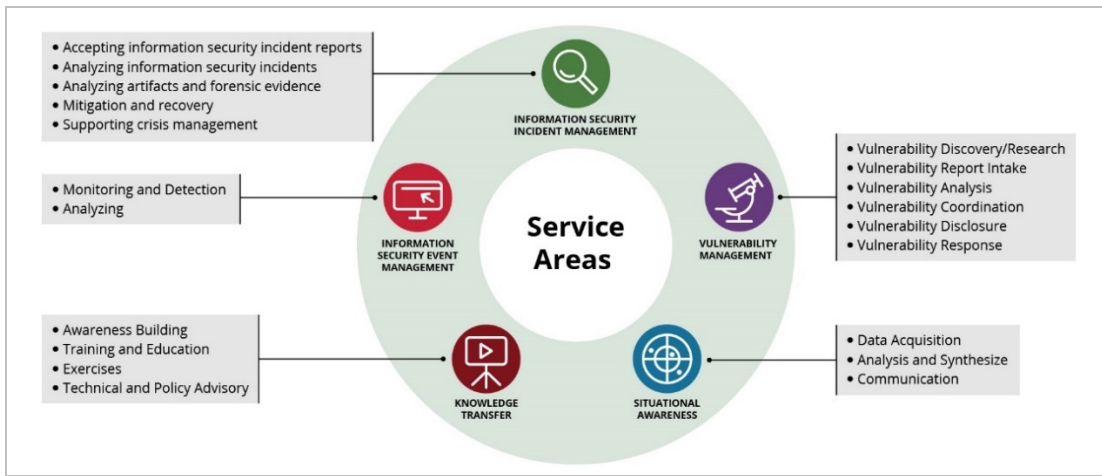 • Accepting information security incident reports
• Analyzing information security incidents
• Analyzing artifacts and forensic evidence
• Mitigation and recovery
• Supporting crisis management
INFORMATION SECURITY
INCIDENT MANAGEMENT
• Monitoring and Detection
• Analyzing
INFORMATION
SECURITY EVENT
MANAGEMENT
Service
Areas
VULNERABILITY
MANAGEMENT
• Vulnerability Discovery/Research
• Vulnerability Report Intake
• Vulnerability Analysis
• Vulnerability Coordination
• Vulnerability Disclosure
• Vulnerability Response
• Awareness Building
• Training and Education
• Exercises
• Technical and Policy Advisory
KNOWLEDGE
TRANSFER
SITUATIONAL
AWARENESS
• Data Acquisition
• Analysis and Synthesize
• Communication